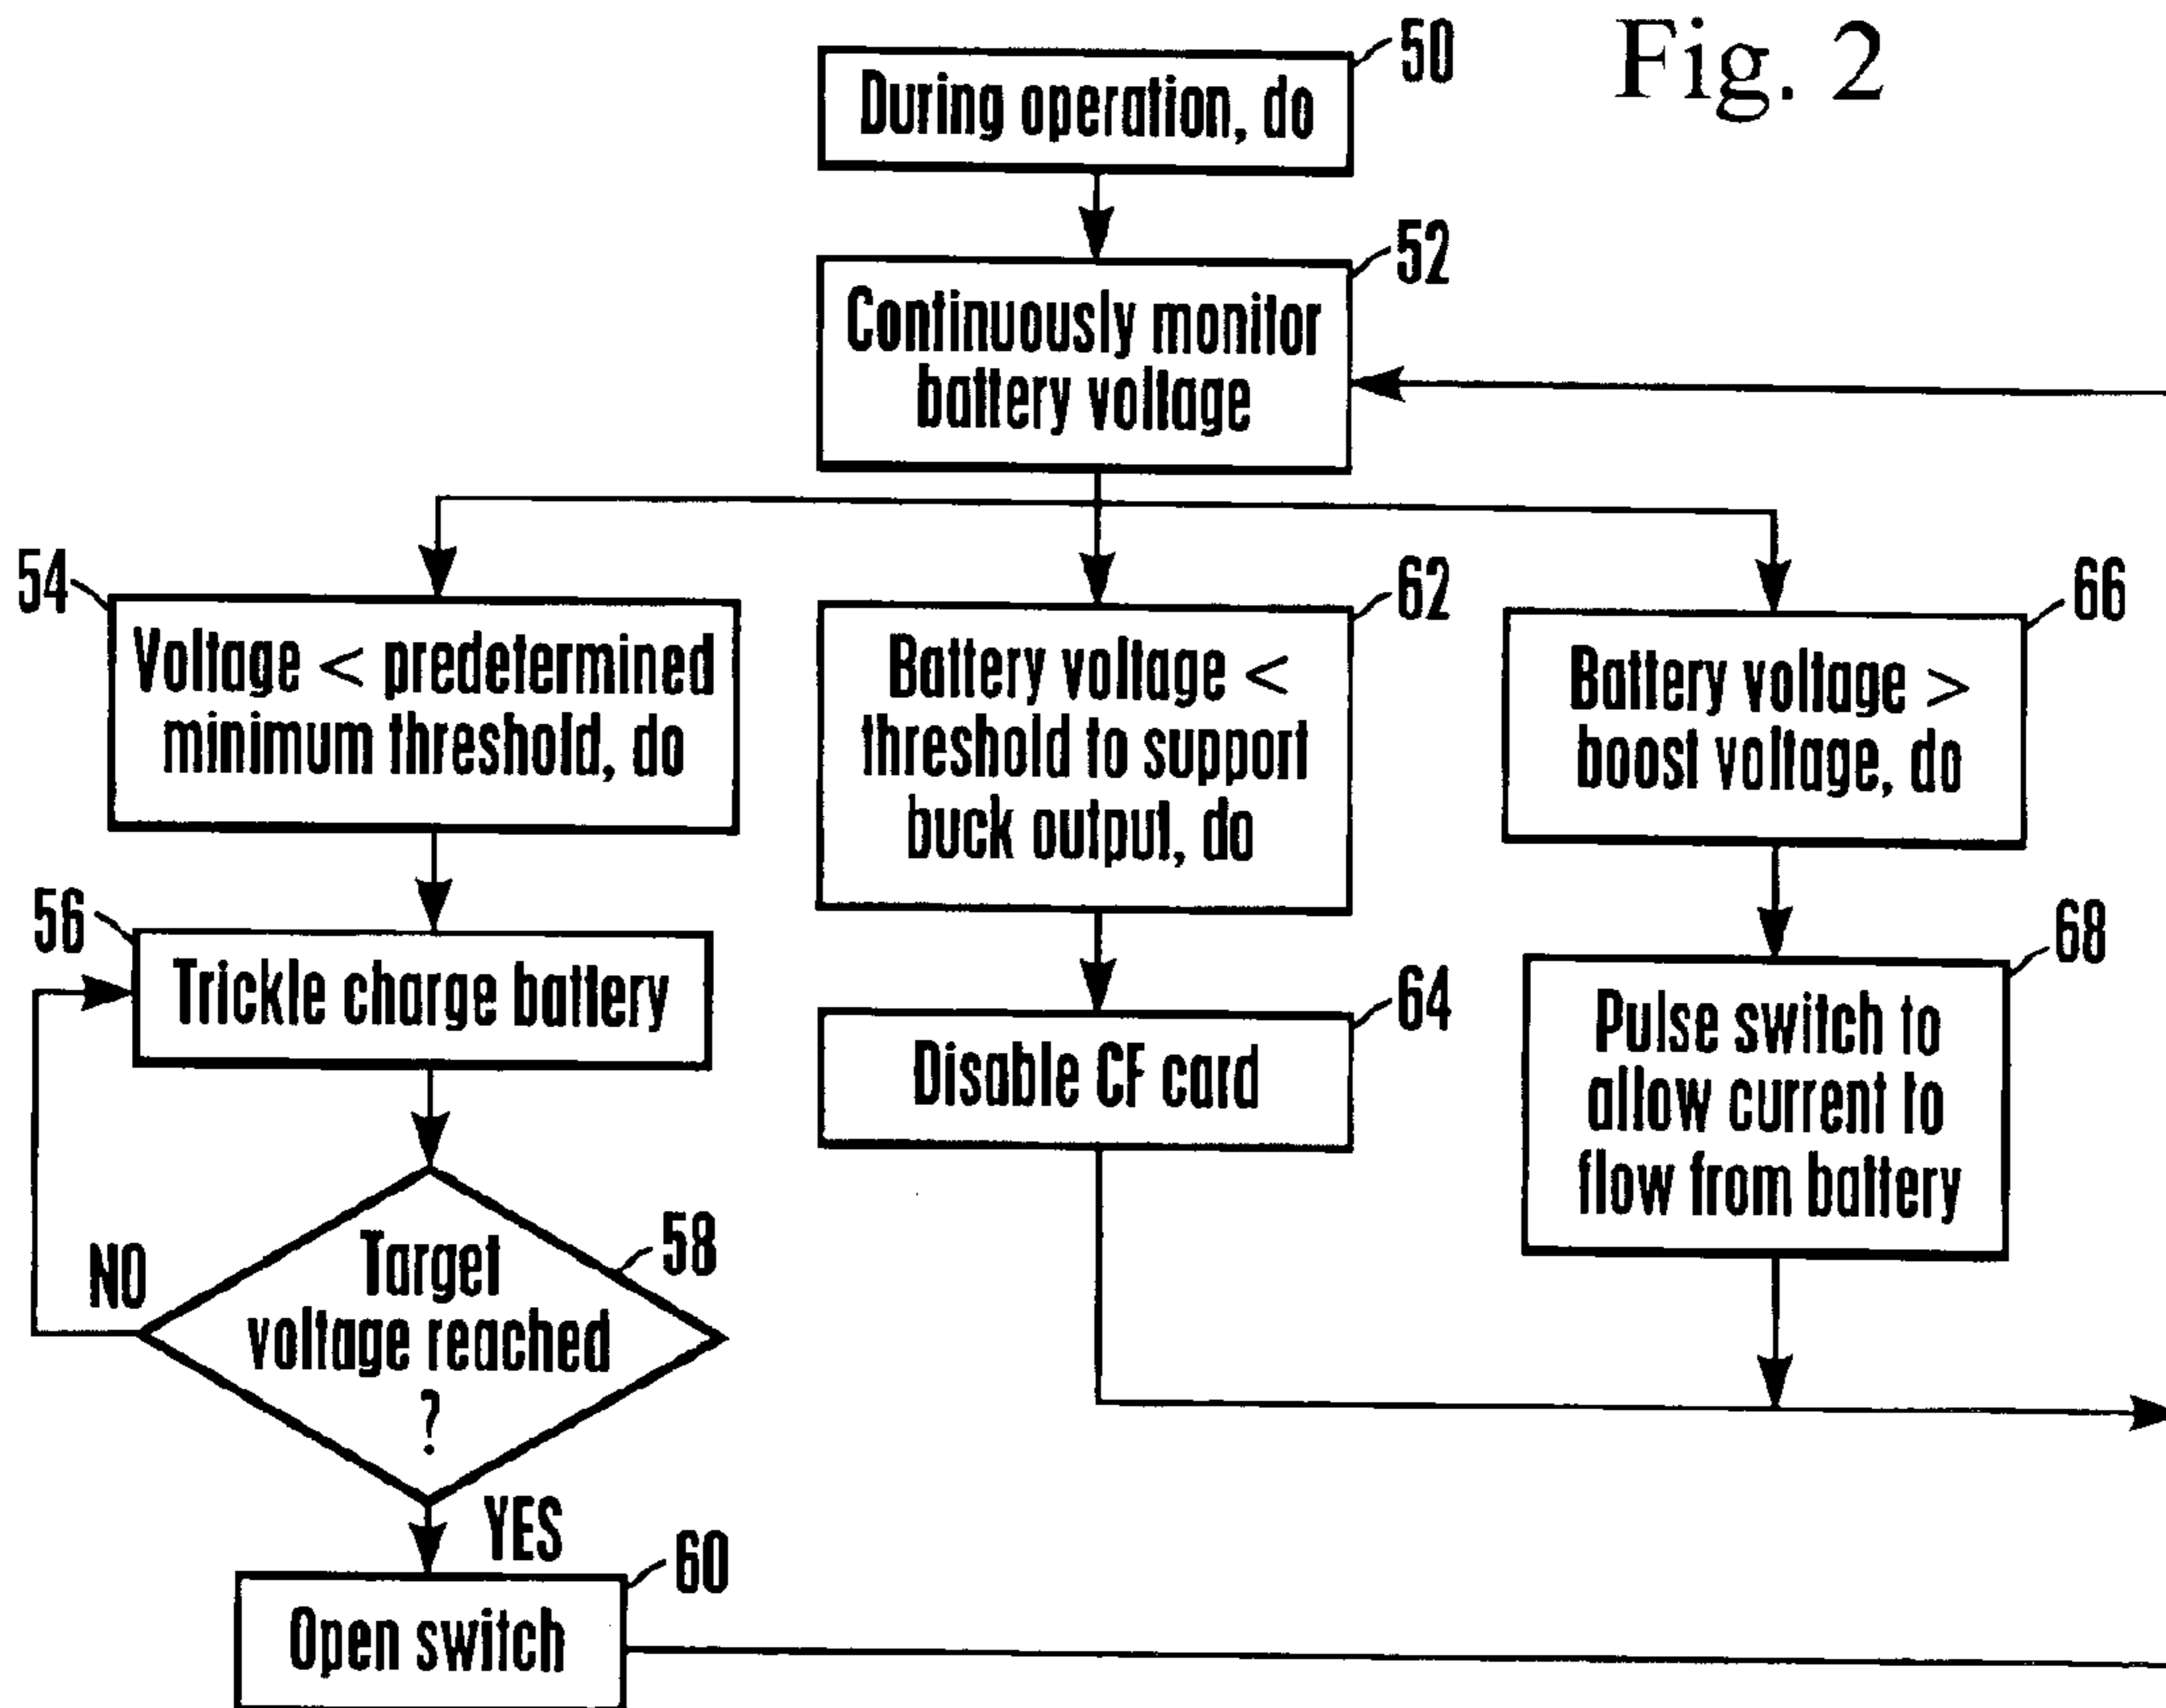 Fig. 2
50
During operation, do
52
Continuously monitor
battery voltage
54
Voltage < predetermined
minimum threshold, do
62
Battery voltage <
threshold to support
buck output, do
66
Battery voltage >
boost voltage, do
56
Trickle charge battery
64
Disable CF card
68
Pulse switch to
allow current to
flow from battery
58
Target
voltage reached
?
NO
YES
60
Open switch